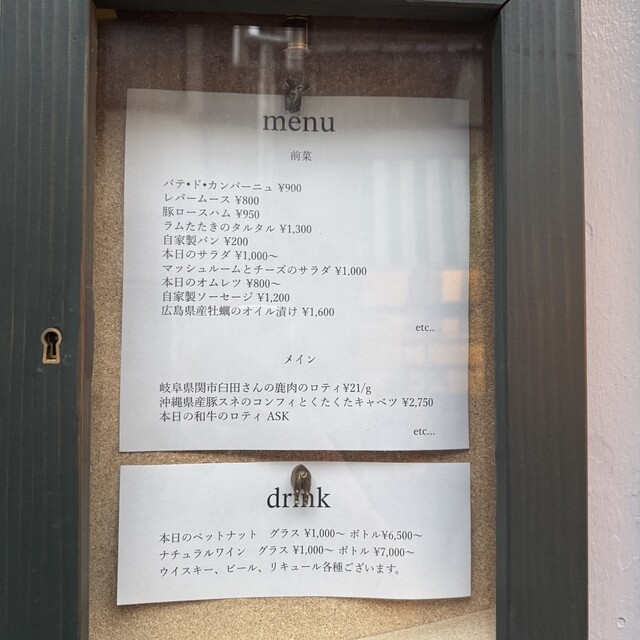 menu
前菜
パテ•ド•カンパーニュ ¥900
レバームース ¥800
豚ロースハム ¥950
ラムたたきのタルタル ¥1,300
自家製パン ¥200
本日のサラダ ¥1,000〜
マッシュルームとチーズのサラダ ¥1,000
本日のオムレツ ¥800〜
自家製ソーセージ ¥1,200
広島県産牡蠣のオイル漬け ¥1,600
etc..
メイン
岐阜県関市臼田さんの鹿肉のロティ¥21/g
沖縄県産豚スネのコンフィとくたくたキャベツ ¥2,750
本日の和牛のロティ ASK
etc...
drink
本日のペットナット グラス ¥1,000〜 ボトル¥6,500〜
ナチュラルワイン グラス ¥1,000〜 ボトル ¥7,000〜
ウイスキー、ビール、リキュール各種ございます。